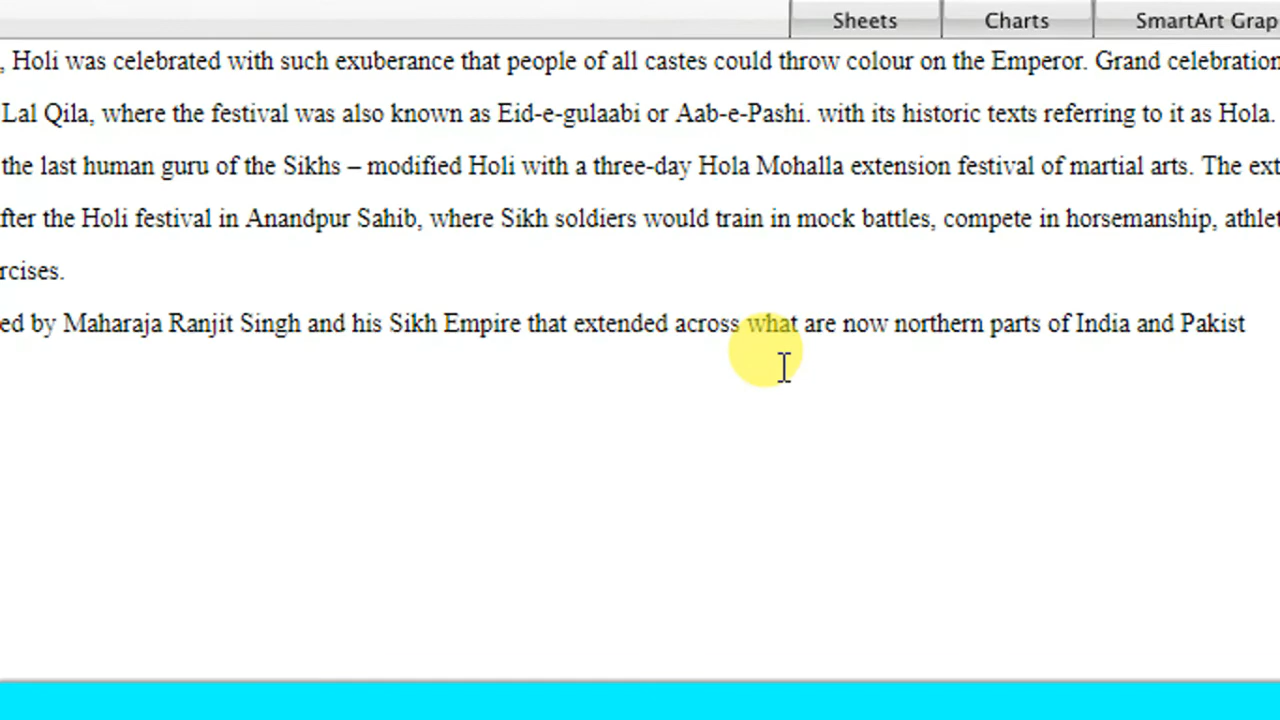 Sheets Charts SmartArt Grap
, Holi was celebrated with such exuberance that people of all castes could throw colour on the Emperor. Grand celebration
Lal Qila, where the festival was also known as Eid-e-gulaabi or Aab-e-Pashi. with its historic texts referring to it as Hola.
the last human guru of the Sikhs – modified Holi with a three-day Hola Mohalla extension festival of martial arts. The ext
fter the Holi festival in Anandpur Sahib, where Sikh soldiers would train in mock battles, compete in horsemanship, athlet
rcises.
ed by Maharaja Ranjit Singh and his Sikh Empire that extended across what are now northern parts of India and Pakist